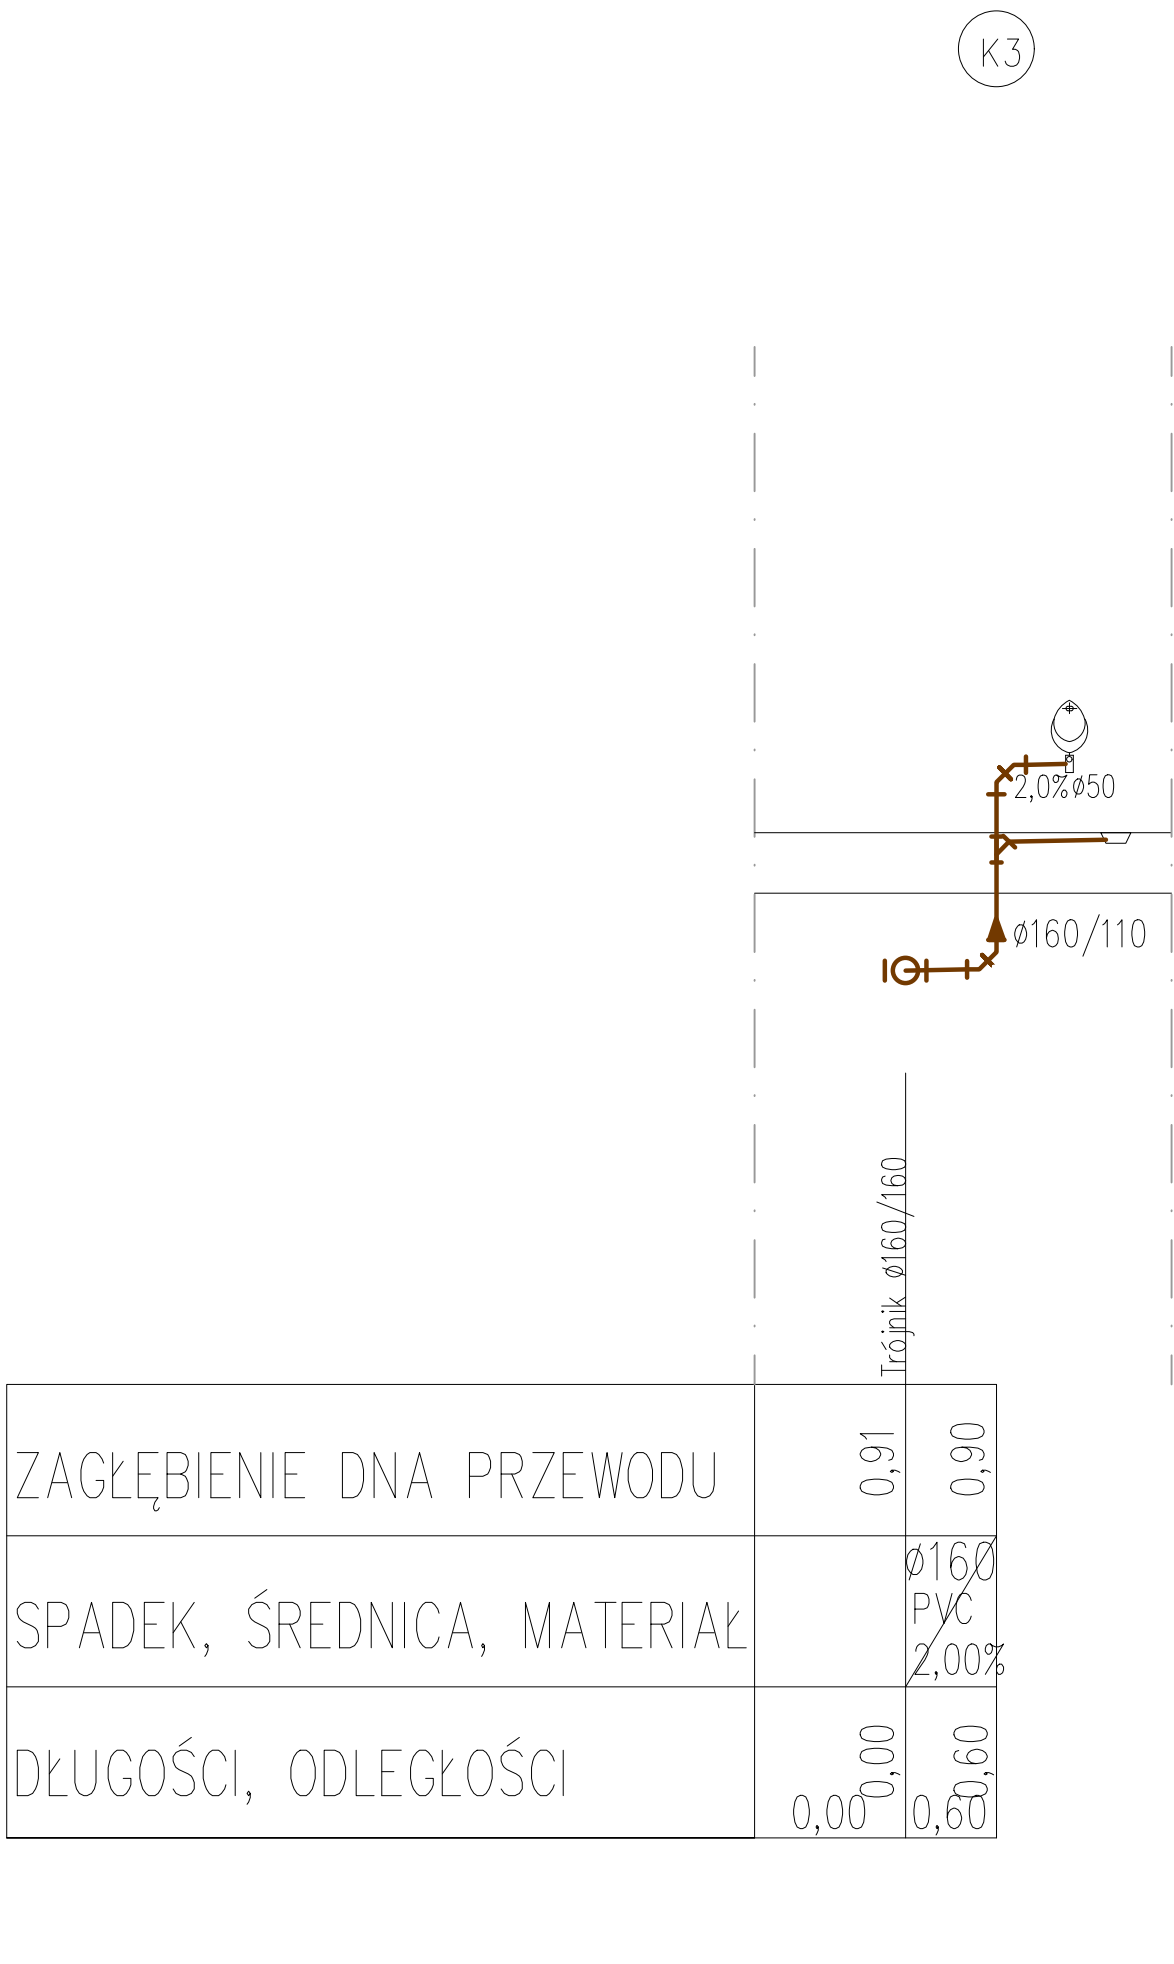 K3
2,0%ø50
ø160/110
Trójnik ø160/160
ZAGŁĘBIENIE DNA PRZEWODU
0,91
0,90
SPADEK, ŚREDNICA, MATERIAŁ
ø160
PVC
2,00%
DŁUGOŚCI, ODLEGŁOŚCI
0,00
0,60
0,00
0,60